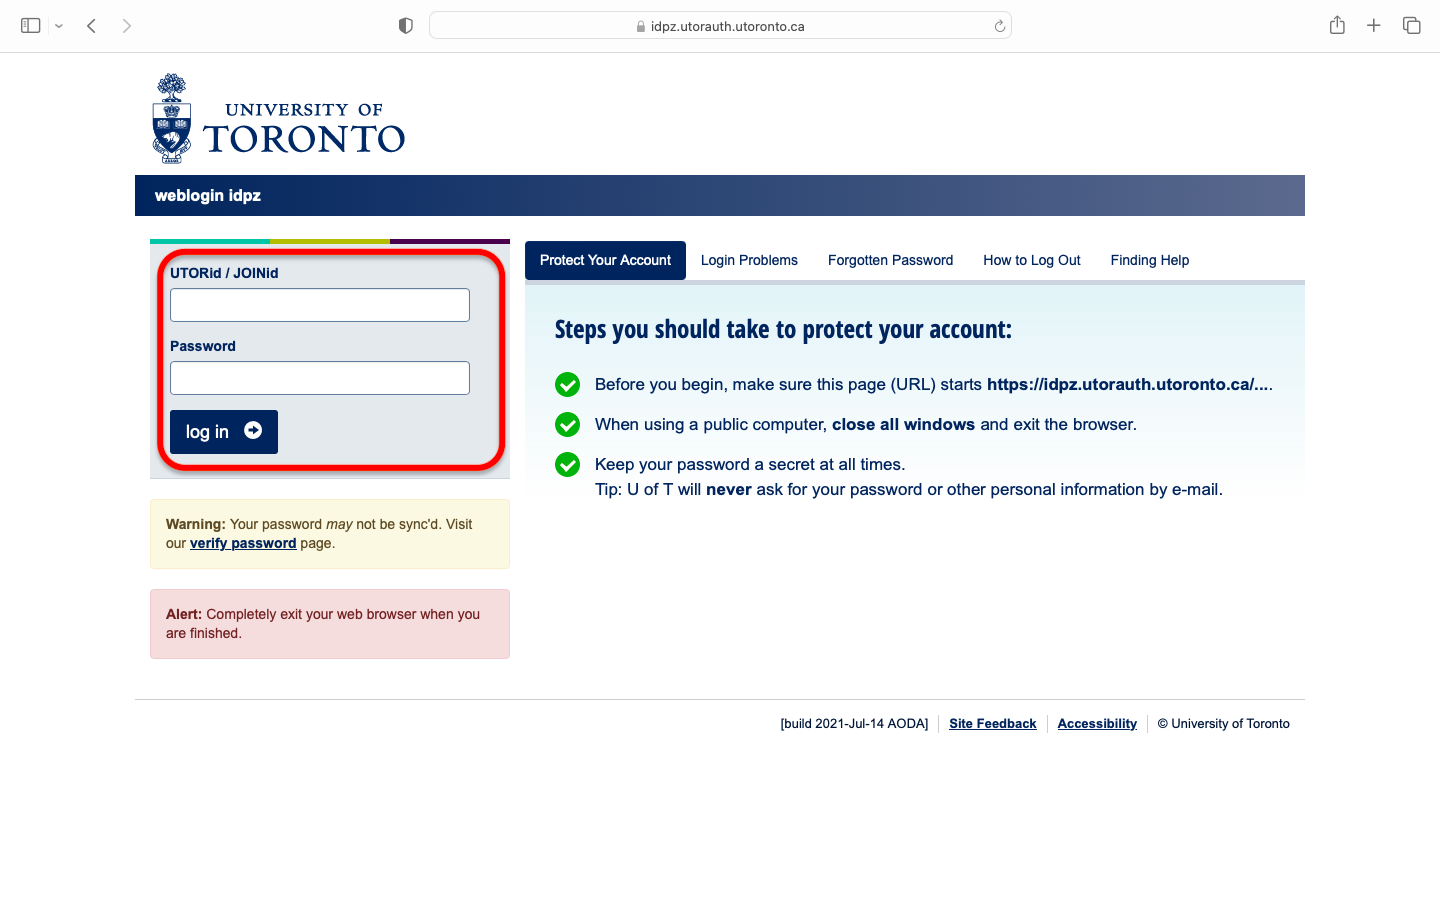 idpz.utorauth.utoronto.ca
UNIVERSITY OF
TORONTO
weblogin idpz
UTORid / JOINid
Password
log in
Warning: Your password may not be sync'd. Visit
our verify password page.
Alert: Completely exit your web browser when you
are finished.
Protect Your Account Login Problems Forgotten Password How to Log Out Finding Help
Steps you should take to protect your account:
Before you begin, make sure this page (URL) starts https://idpz.utorauth.utoronto.ca/....
When using a public computer, close all windows and exit the browser.
Keep your password a secret at all times.
Tip: U of T will never ask for your password or other personal information by e-mail.
[build 2021-Jul-14 AODA] Site Feedback Accessibility © University of Toronto